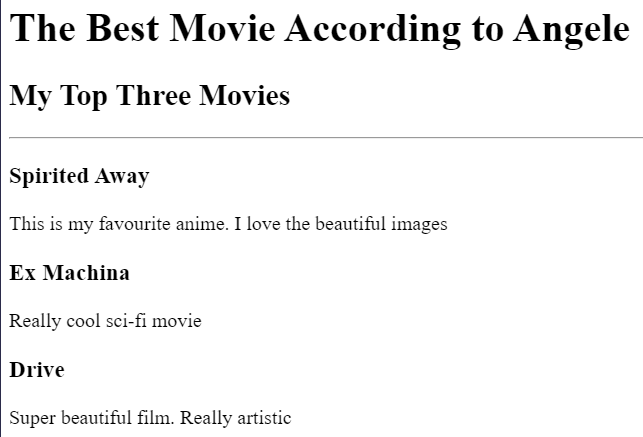 The Best Movie According to Angele
My Top Three Movies
Spirited Away
This is my favourite anime. I love the beautiful images
Ex Machina
Really cool sci-fi movie
Drive
Super beautiful film. Really artistic